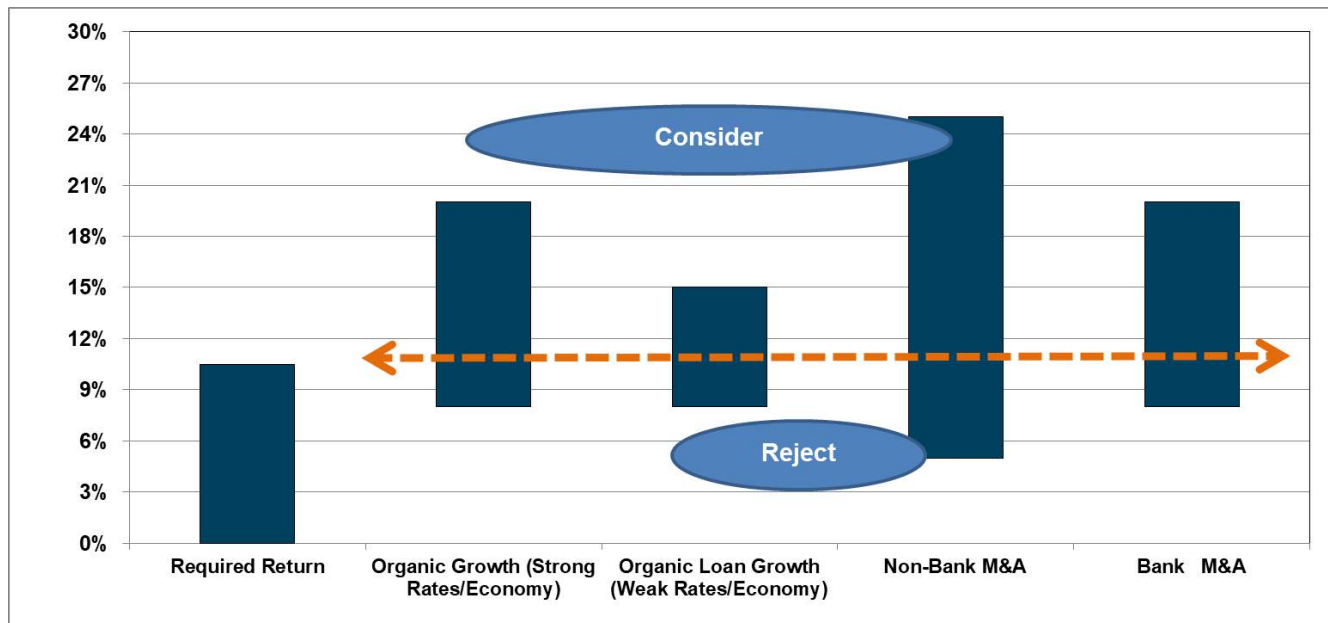 30%
27%
24%
21%
18%
15%
12%
9%
6%
3%
0%
Consider
Reject
Required Return
Organic Growth (Strong
Rates/Economy)
Organic Loan Growth
(Weak Rates/Economy)
Non-Bank M&A
Bank M&A